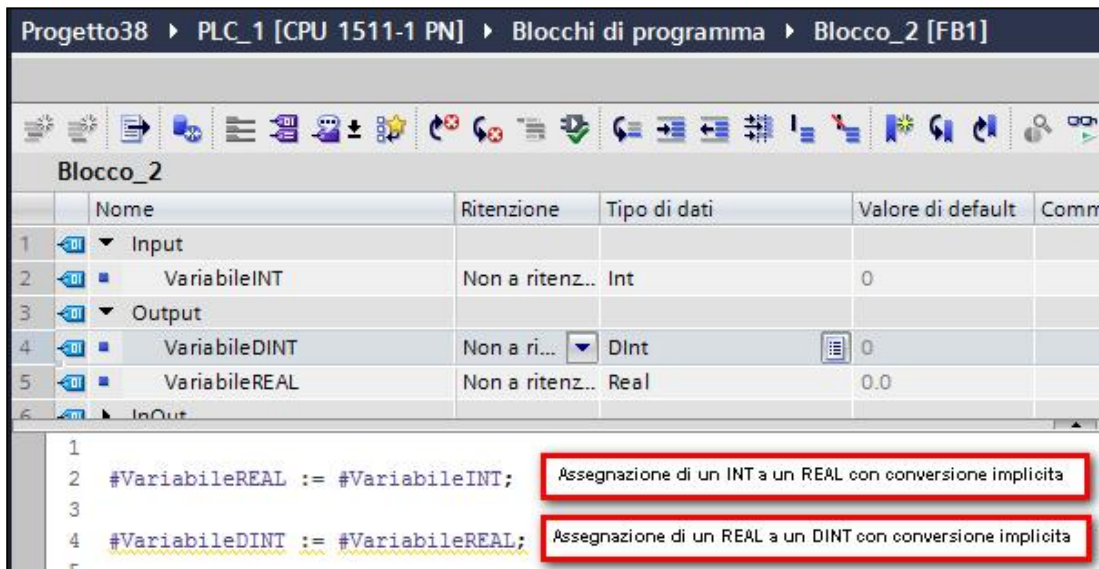 Progetto38 ▸ PLC_1 [CPU 1511-1 PN] ▸ Blocchi di programma ▸ Blocco_2 [FB1]
Blocco_2
Nome Ritenzione Tipo di dati Valore di default Comm
1 Input
2 VariabileINT Non a ritenz... Int 0
3 Output
4 VariabileDINT Non a ri... DInt 0
5 VariabileREAL Non a ritenz... Real 0.0
6 InOut
1
2 #VariabileREAL := #VariabileINT; Assegnazione di un INT a un REAL con conversione implicita
3
4 #VariabileDINT := #VariabileREAL; Assegnazione di un REAL a un DINT con conversione implicita